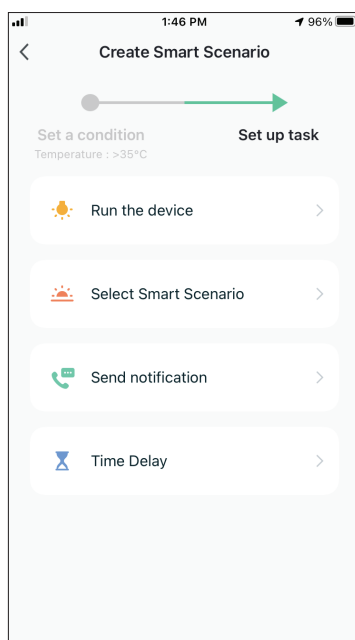 1:46 PM 96%
Create Smart Scenario
Set a condition Set up task
Temperature : >35°C
Run the device
Select Smart Scenario
Send notification
Time Delay